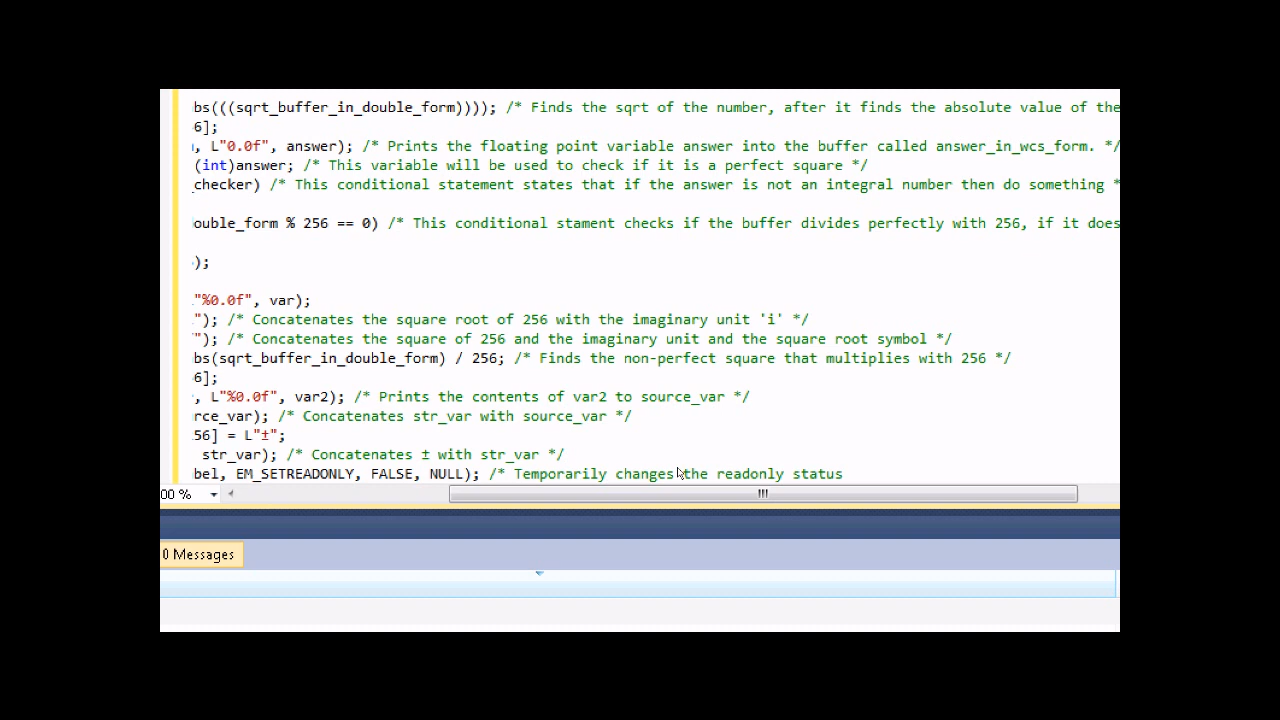 bs(((sqrt_buffer_in_double_form)))); /* Finds the sqrt of the number, after it finds the absolute value of the
6];
, L"0.0f", answer); /* Prints the floating point variable answer into the buffer called answer_in_wcs_form. */
(int)answer; /* This variable will be used to check if it is a perfect square */
_checker) /* This conditional statement states that if the answer is not an integral number then do something *
ouble_form % 256 == 0) /* This conditional stament checks if the buffer divides perfectly with 256, if it does
);
"%0.0f", var);
"); /* Concatenates the square root of 256 with the imaginary unit 'i' */
"); /* Concatenates the square of 256 and the imaginary unit and the square root symbol */
bs(sqrt_buffer_in_double_form) / 256; /* Finds the non-perfect square that multiplies with 256 */
6];
, L"%0.0f", var2); /* Prints the contents of var2 to source_var */
rce_var); /* Concatenates str_var with source_var */
56] = L"±";
str_var); /* Concatenates ± with str_var */
bel, EM_SETREADONLY, FALSE, NULL); /* Temporarily changes the readonly status
00 %
0 Messages